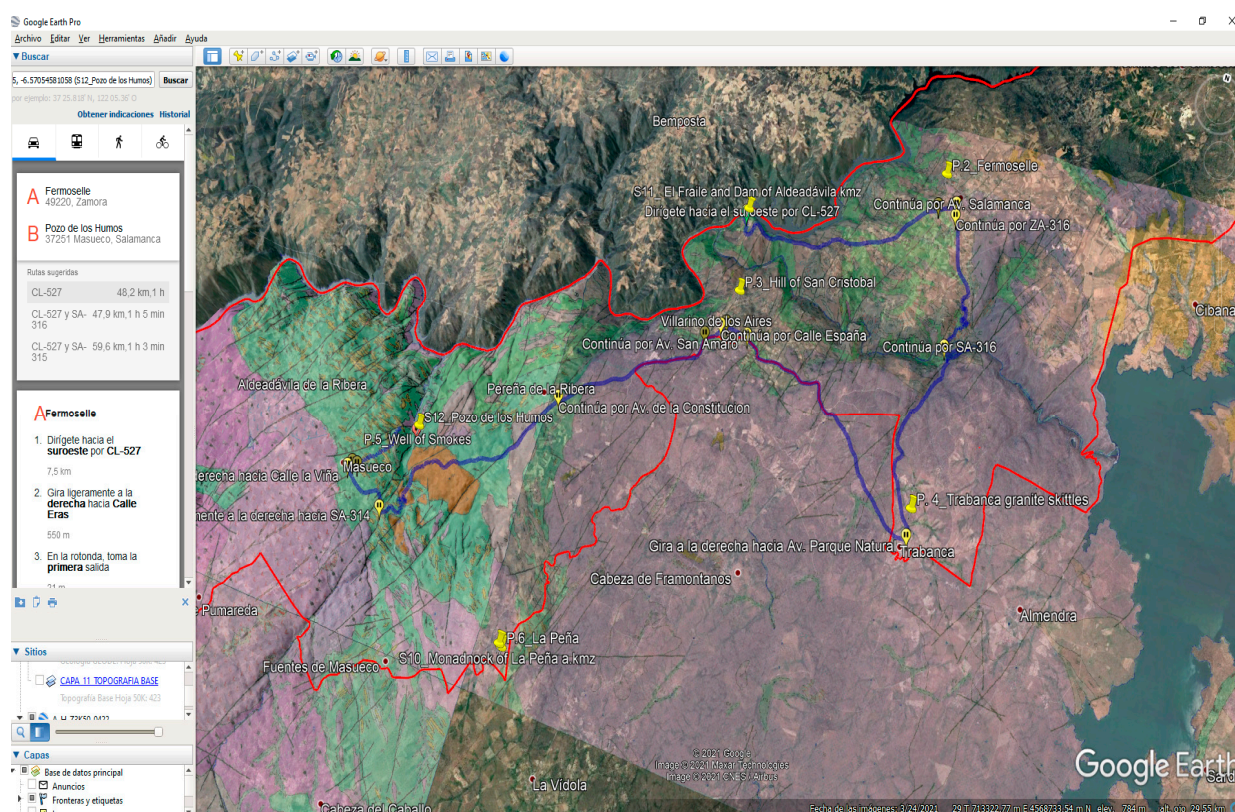 Google Earth Pro
Archivo Editar Ver Herramientas Añadir Ayuda
▼ Buscar
5, -6.57054581058 (S12_Pozo de los Humos) Buscar
por ejemplo: 37 25.818' N, 122 05.36' O
Obtener indicaciones Historial
A Fermoselle
49220, Zamora
B Pozo de los Humos
37251 Masueco, Salamanca
Rutas sugeridas
CL-527 48,2 km,1 h
CL-527 y SA-316 47,9 km,1 h 5 min
CL-527 y SA-315 59,6 km,1 h 3 min
A Fermoselle
1. Dirígete hacia el suroeste por CL-527
7,5 km
2. Gira ligeramente a la derecha hacia Calle Eras
550 m
3. En la rotonda, toma la primera salida
21 m
▼ Sitios
CAPA 11 TOPOGRAFIA BASE
Topografía Base Hoja 50K: 423
▼ Capas
Base de datos principal
Anuncios
Fronteras y etiquetas
Bemposta
P.2_Fermoselle
S11_ El Fraile and Dam of Aldeadávila kmz
Continúa por Av. Salamanca
Dirígete hacia el suroeste por CL-527
Continúa por ZA-316
P.3_Hill of San Cristobal
Cibana
Villarino de los Aires
Continúa por Calle España
Continúa por Av. San Amaro
Continúa por SA-316
Aldeadávila de la Ribera
Pereña de la Ribera
Continúa por Av. de la Constitucion
S12_Pozo de los Humos
P.5_Well of Smokes
Masueco
derecha hacia Calle la Viña
P. 4_Trabanca granite skittles
mente a la derecha hacia SA-314
Gira a la derecha hacia Av. Parque Natural
Trabanca
Cabeza de Framontanos
e Pumareda
Almendra
P.6_La Peña
S10_Monadnock of La Peña a.kmz
Fuentes de Masueco
La Vídola
Cabeza del Caballo
© 2021 Google
Image © 2021 Maxar Technologies
Image © 2021 CNES / Airbus
Google Earth
Sard
Fecha de las imágenes: 3/24/2021 29 T 713322.77 m E 4568733.54 m N elev. 784 m alt. ojo 29.55 km